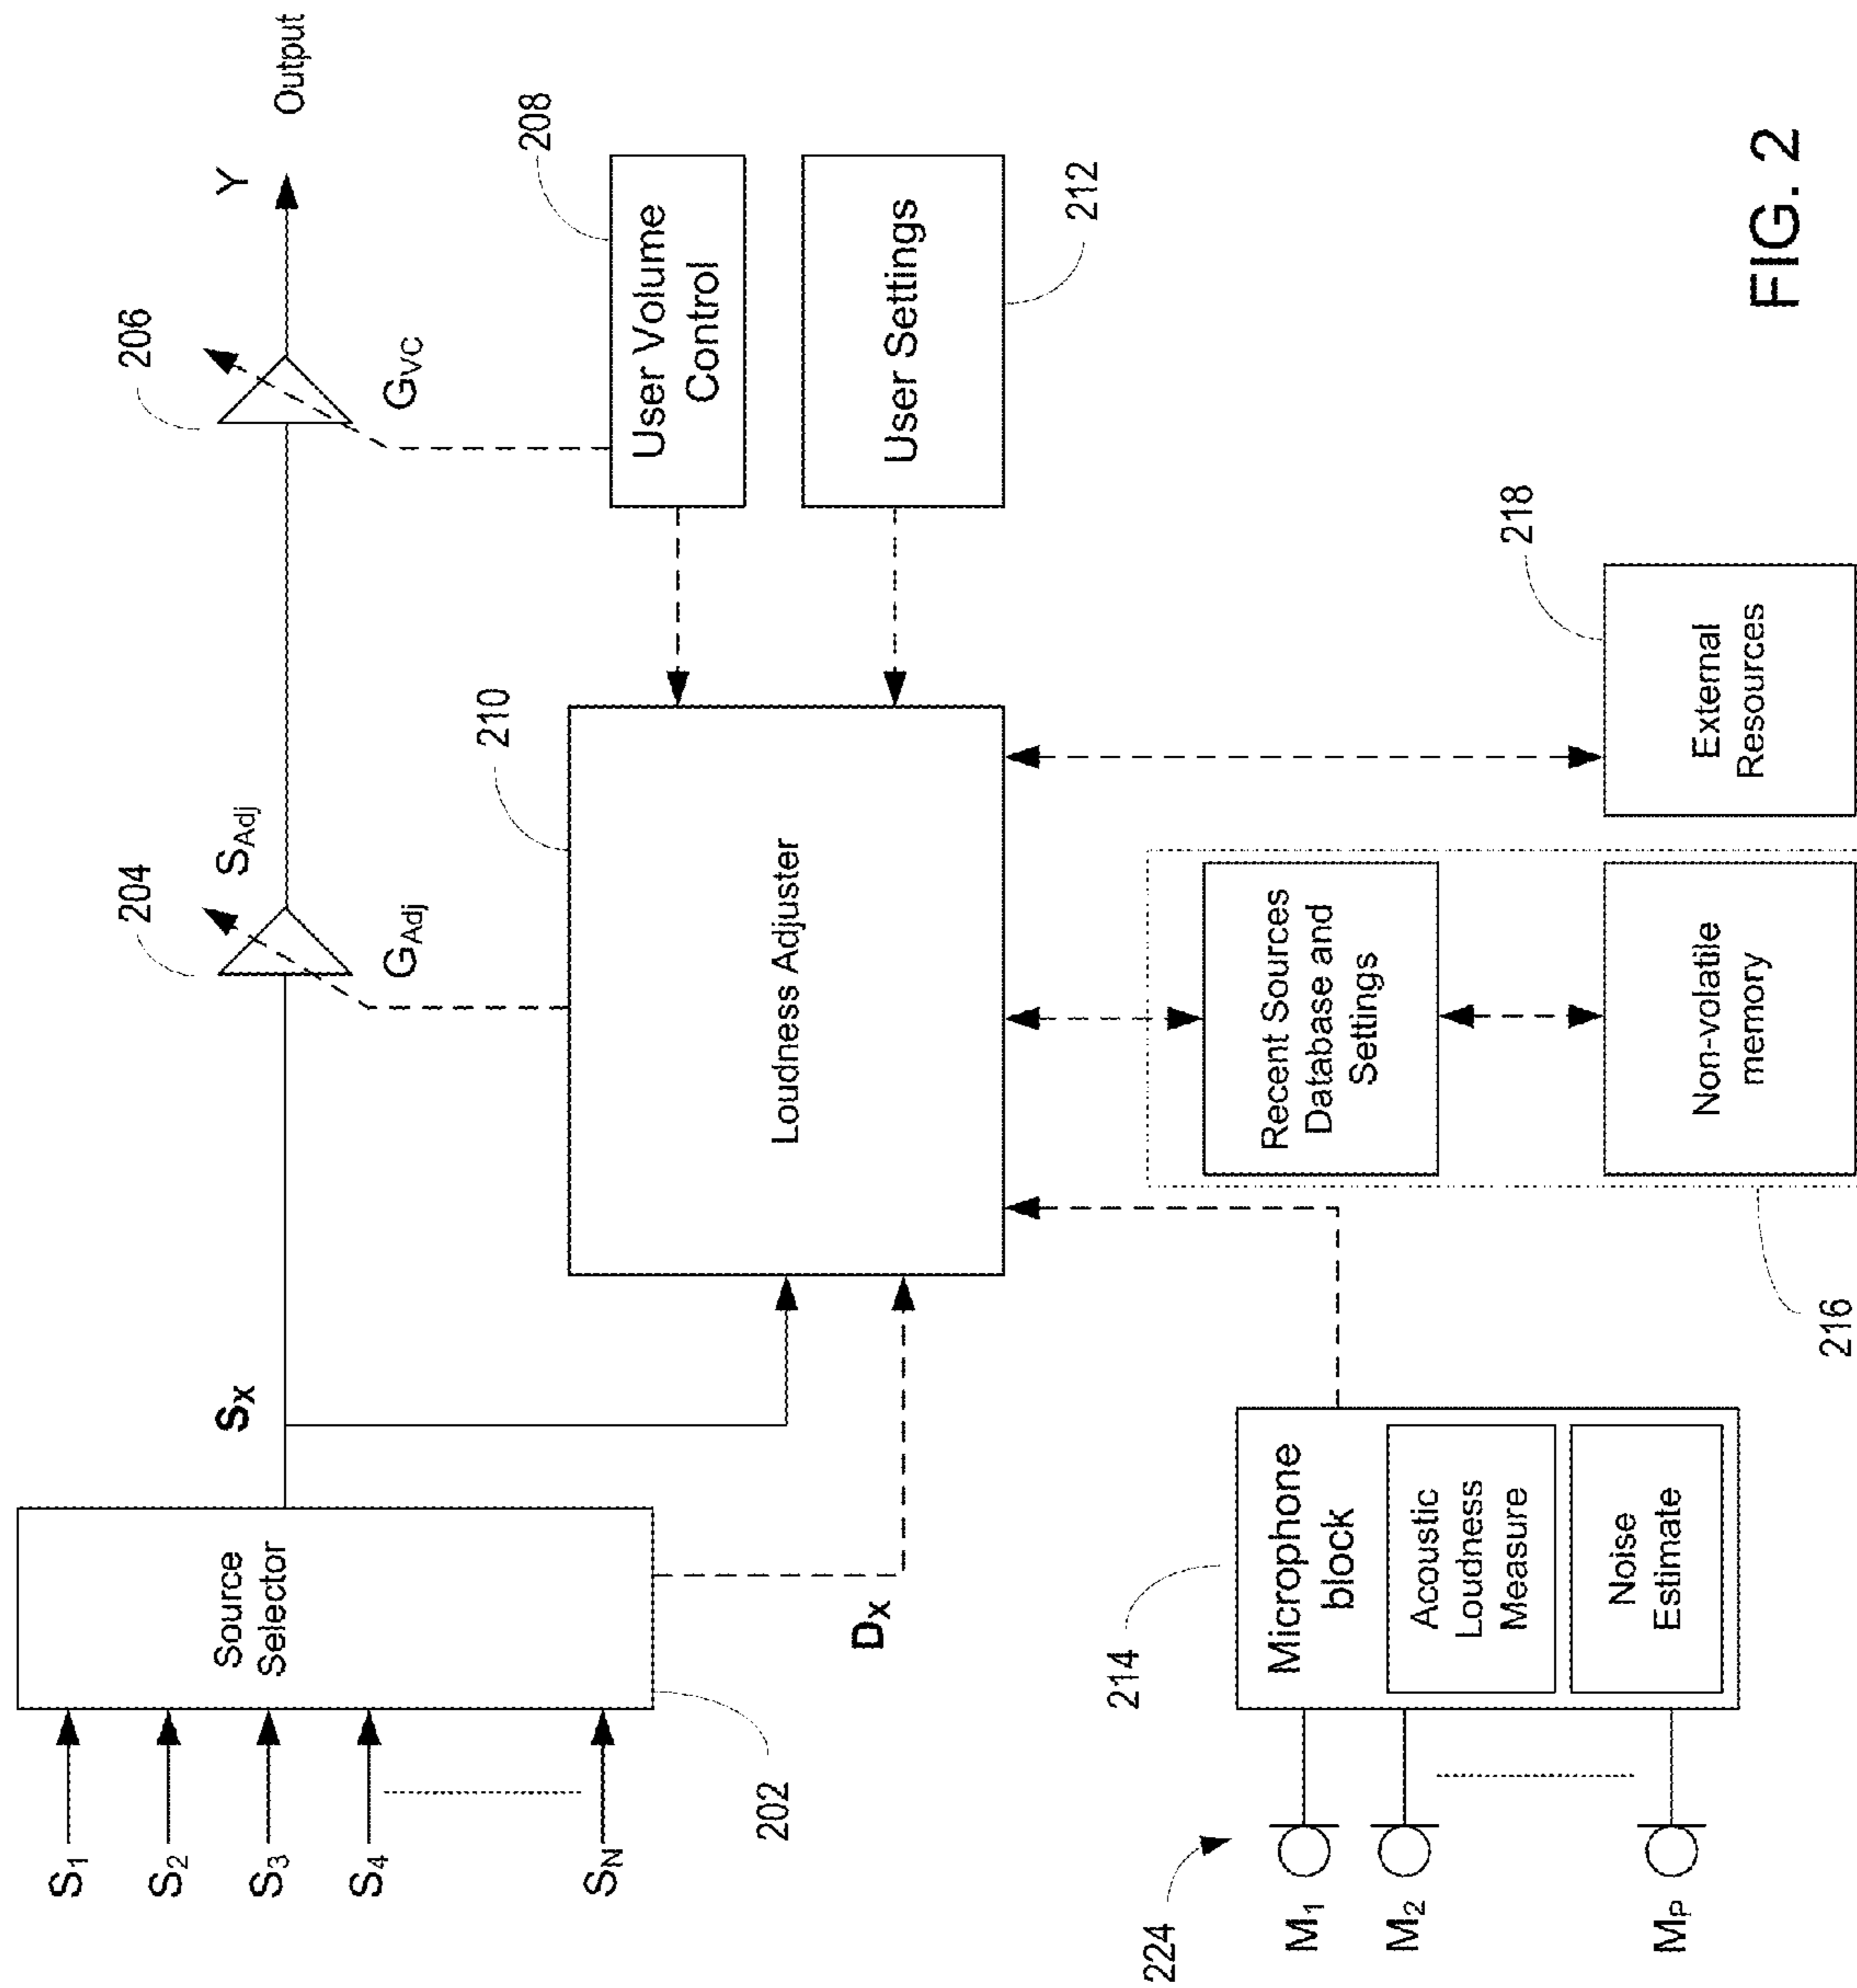 S1
S2
S3
S4
SN
202
Source
Selector
SX
DX
204
GAdj
SAdj
206
GVC
Y
Output
210
Loudness Adjuster
208
User Volume
Control
User Settings
212
224
M1
M2
MP
214
Microphone
block
Acoustic
Loudness
Measure
Noise
Estimate
216
Recent Sources
Database and
Settings
Non-volatile
memory
218
External
Resources
FIG. 2